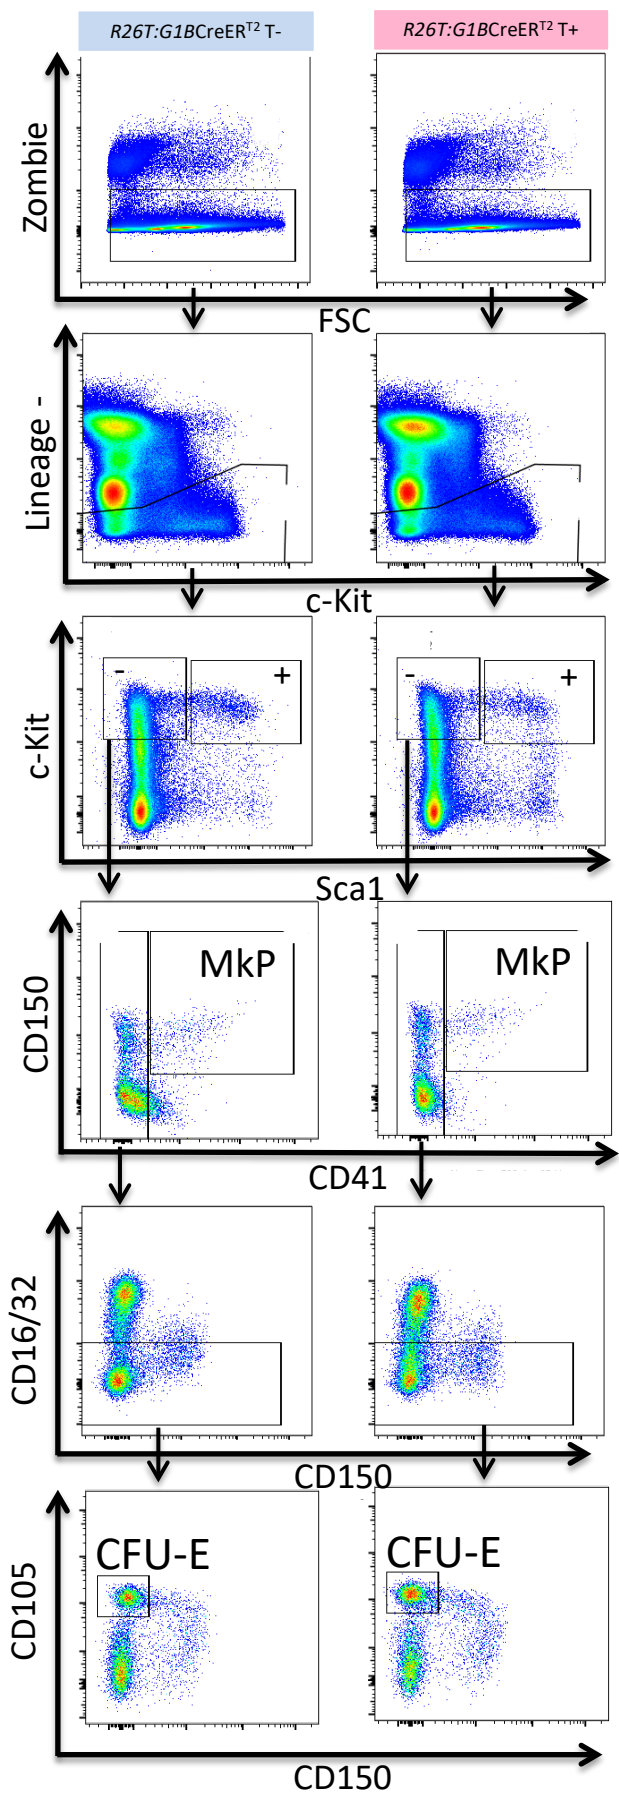 R26T:G1BCreERT2 T-
R26T:G1BCreERT2 T+
Zombie
FSC
Lineage -
c-Kit
- +
- +
c-Kit
Sca1
MkP
MkP
CD150
CD41
CD16/32
CD150
CFU-E
CFU-E
CD105
CD150